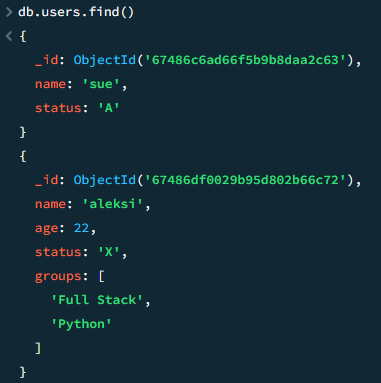 > db.users.find()
< {
_id: ObjectId('67486c6ad66f5b9b8daa2c63'),
name: 'sue',
status: 'A'
}
{
_id: ObjectId('67486df0029b95d802b66c72'),
name: 'aleksi',
age: 22,
status: 'X',
groups: [
'Full Stack',
'Python'
]
}